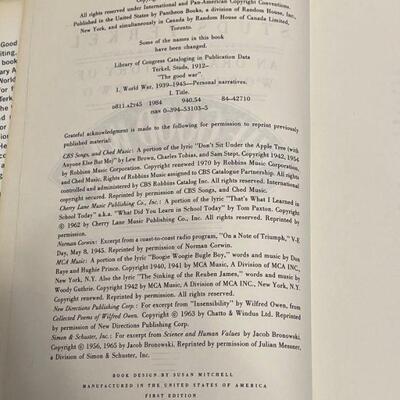 Good
iting.
book
ary A
World
for h
Terke
ld W
f the
olved
e and
diffe
xper
We
f ord
cond
Terk
sma
He
com
All rights reserved under International and Pan-American Copyright Conventions.
Published in the United States by Pantheon Books, a division of Random House, Inc.,
New York, and simultaneously in Canada by Random House of Canada Limited,
Toronto.
Some of the names in this book
have been changed.
Library of Congress Cataloging in Publication Data
Terkel, Studs, 1912–
"The good war".
1. World War, 1939–1945—Personal narratives.
I. Title.
D811.A2T45 1984 940.54 84-42710
ISBN 0-394-53103-5
Grateful acknowledgment is made to the following for permission to reprint previously
published material:
CBS Songs, and Ched Music: A portion of the lyric "Don't Sit Under the Apple Tree (with
Anyone Else But Me)" by Lew Brown, Charles Tobias, and Sam Stept. Copyright 1942, 1954
by Robbins Music Corporation. Copyright renewed 1970 by Robbins Music Corporation,
and Ched Music, Rights of Robbins Music assigned to CBS Catalogue Partnership. All rights
controlled and administered by CBS Robbins Catalog Inc. All rights reserved. International
copyright secured. Reprinted by permission of CBS Songs, and Ched Music.
Cherry Lane Music Publishing Co., Inc.: A portion of the lyric "That's What I Learned in
School Today" a.k.a. "What Did You Learn in School Today" by Tom Paxton. Copyright
© 1962 by Cherry Lane Music Publishing Co., Inc. All rights reserved. Reprinted by
permission.
Norman Corwin: Excerpt from a coast-to-coast radio program, "On a Note of Triumph," V-E
Day, May 8, 1945. Reprinted by permission of Norman Corwin.
MCA Music: A portion of the lyric "Boogie Woogie Bugle Boy," words and music by Don
Raye and Hughie Prince. Copyright 1940, 1941 by MCA Music, A Division of MCA INC.,
New York, N.Y. Also the lyric "The Sinking of the Reuben James," words and music by
Woody Guthrie. Copyright 1942 by MCA Music, A Division of MCA INC., New York, N.Y.
Copyright renewed. Reprinted by permission. All rights reserved.
New Directions Publishing Corp.: For excerpt from "Insensibility" by Wilfred Owen, from
Collected Poems of Wilfred Owen. Copyright © 1963 by Chatto & Windus Ltd. Reprinted
by permission of New Directions Publishing Corp.
Simon & Schuster, Inc.: Excerpt from Science and Human Values by Jacob Bronowski.
Copyright © 1956, 1965 by Jacob Bronowski. Reprinted by permission of Julian Messner,
a Division of Simon & Schuster, Inc.
BOOK DESIGN BY SUSAN MITCHELL
MANUFACTURED IN THE UNITED STATES OF AMERICA
FIRST EDITION